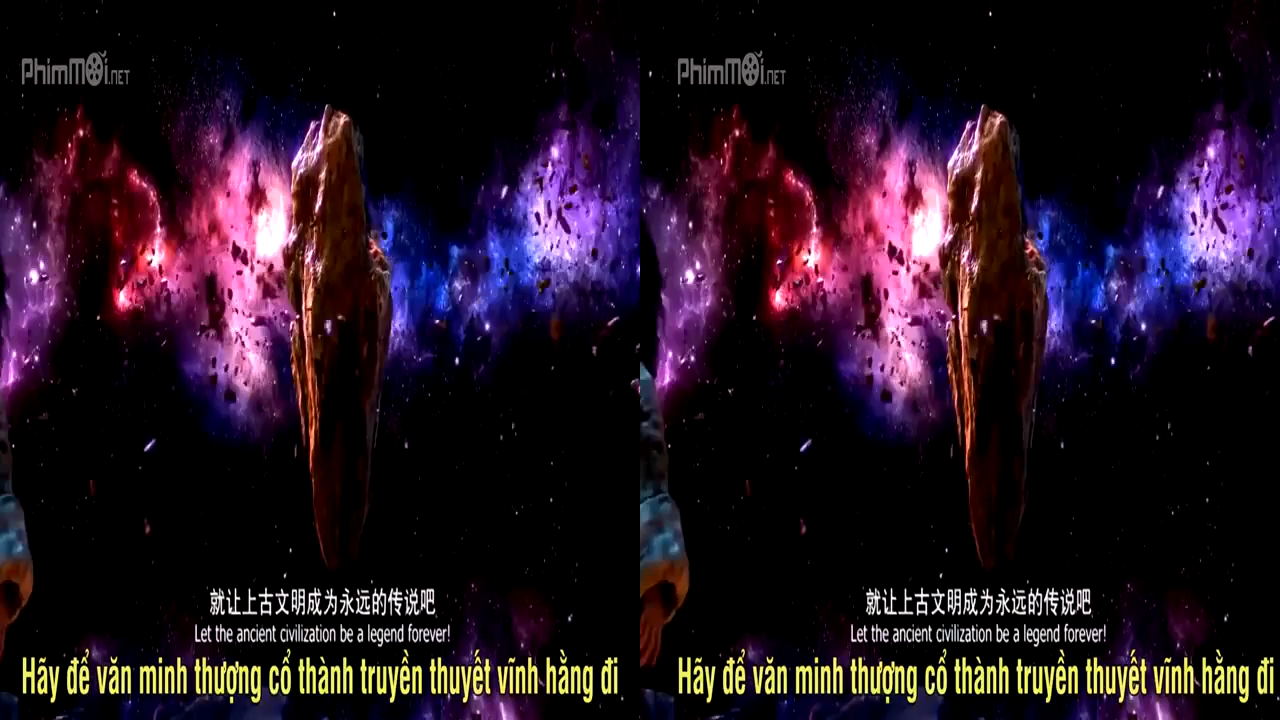 PhimMỗi.NET
PhimMỗi.NET
就让上古文明成为永远的传说吧
就让上古文明成为永远的传说吧
Let the ancient civilization be a legend forever!
Let the ancient civilization be a legend forever!
Hãy để văn minh thượng cổ thành truyền thuyết vĩnh hằng đi
Hãy để văn minh thượng cổ thành truyền thuyết vĩnh hằng đi